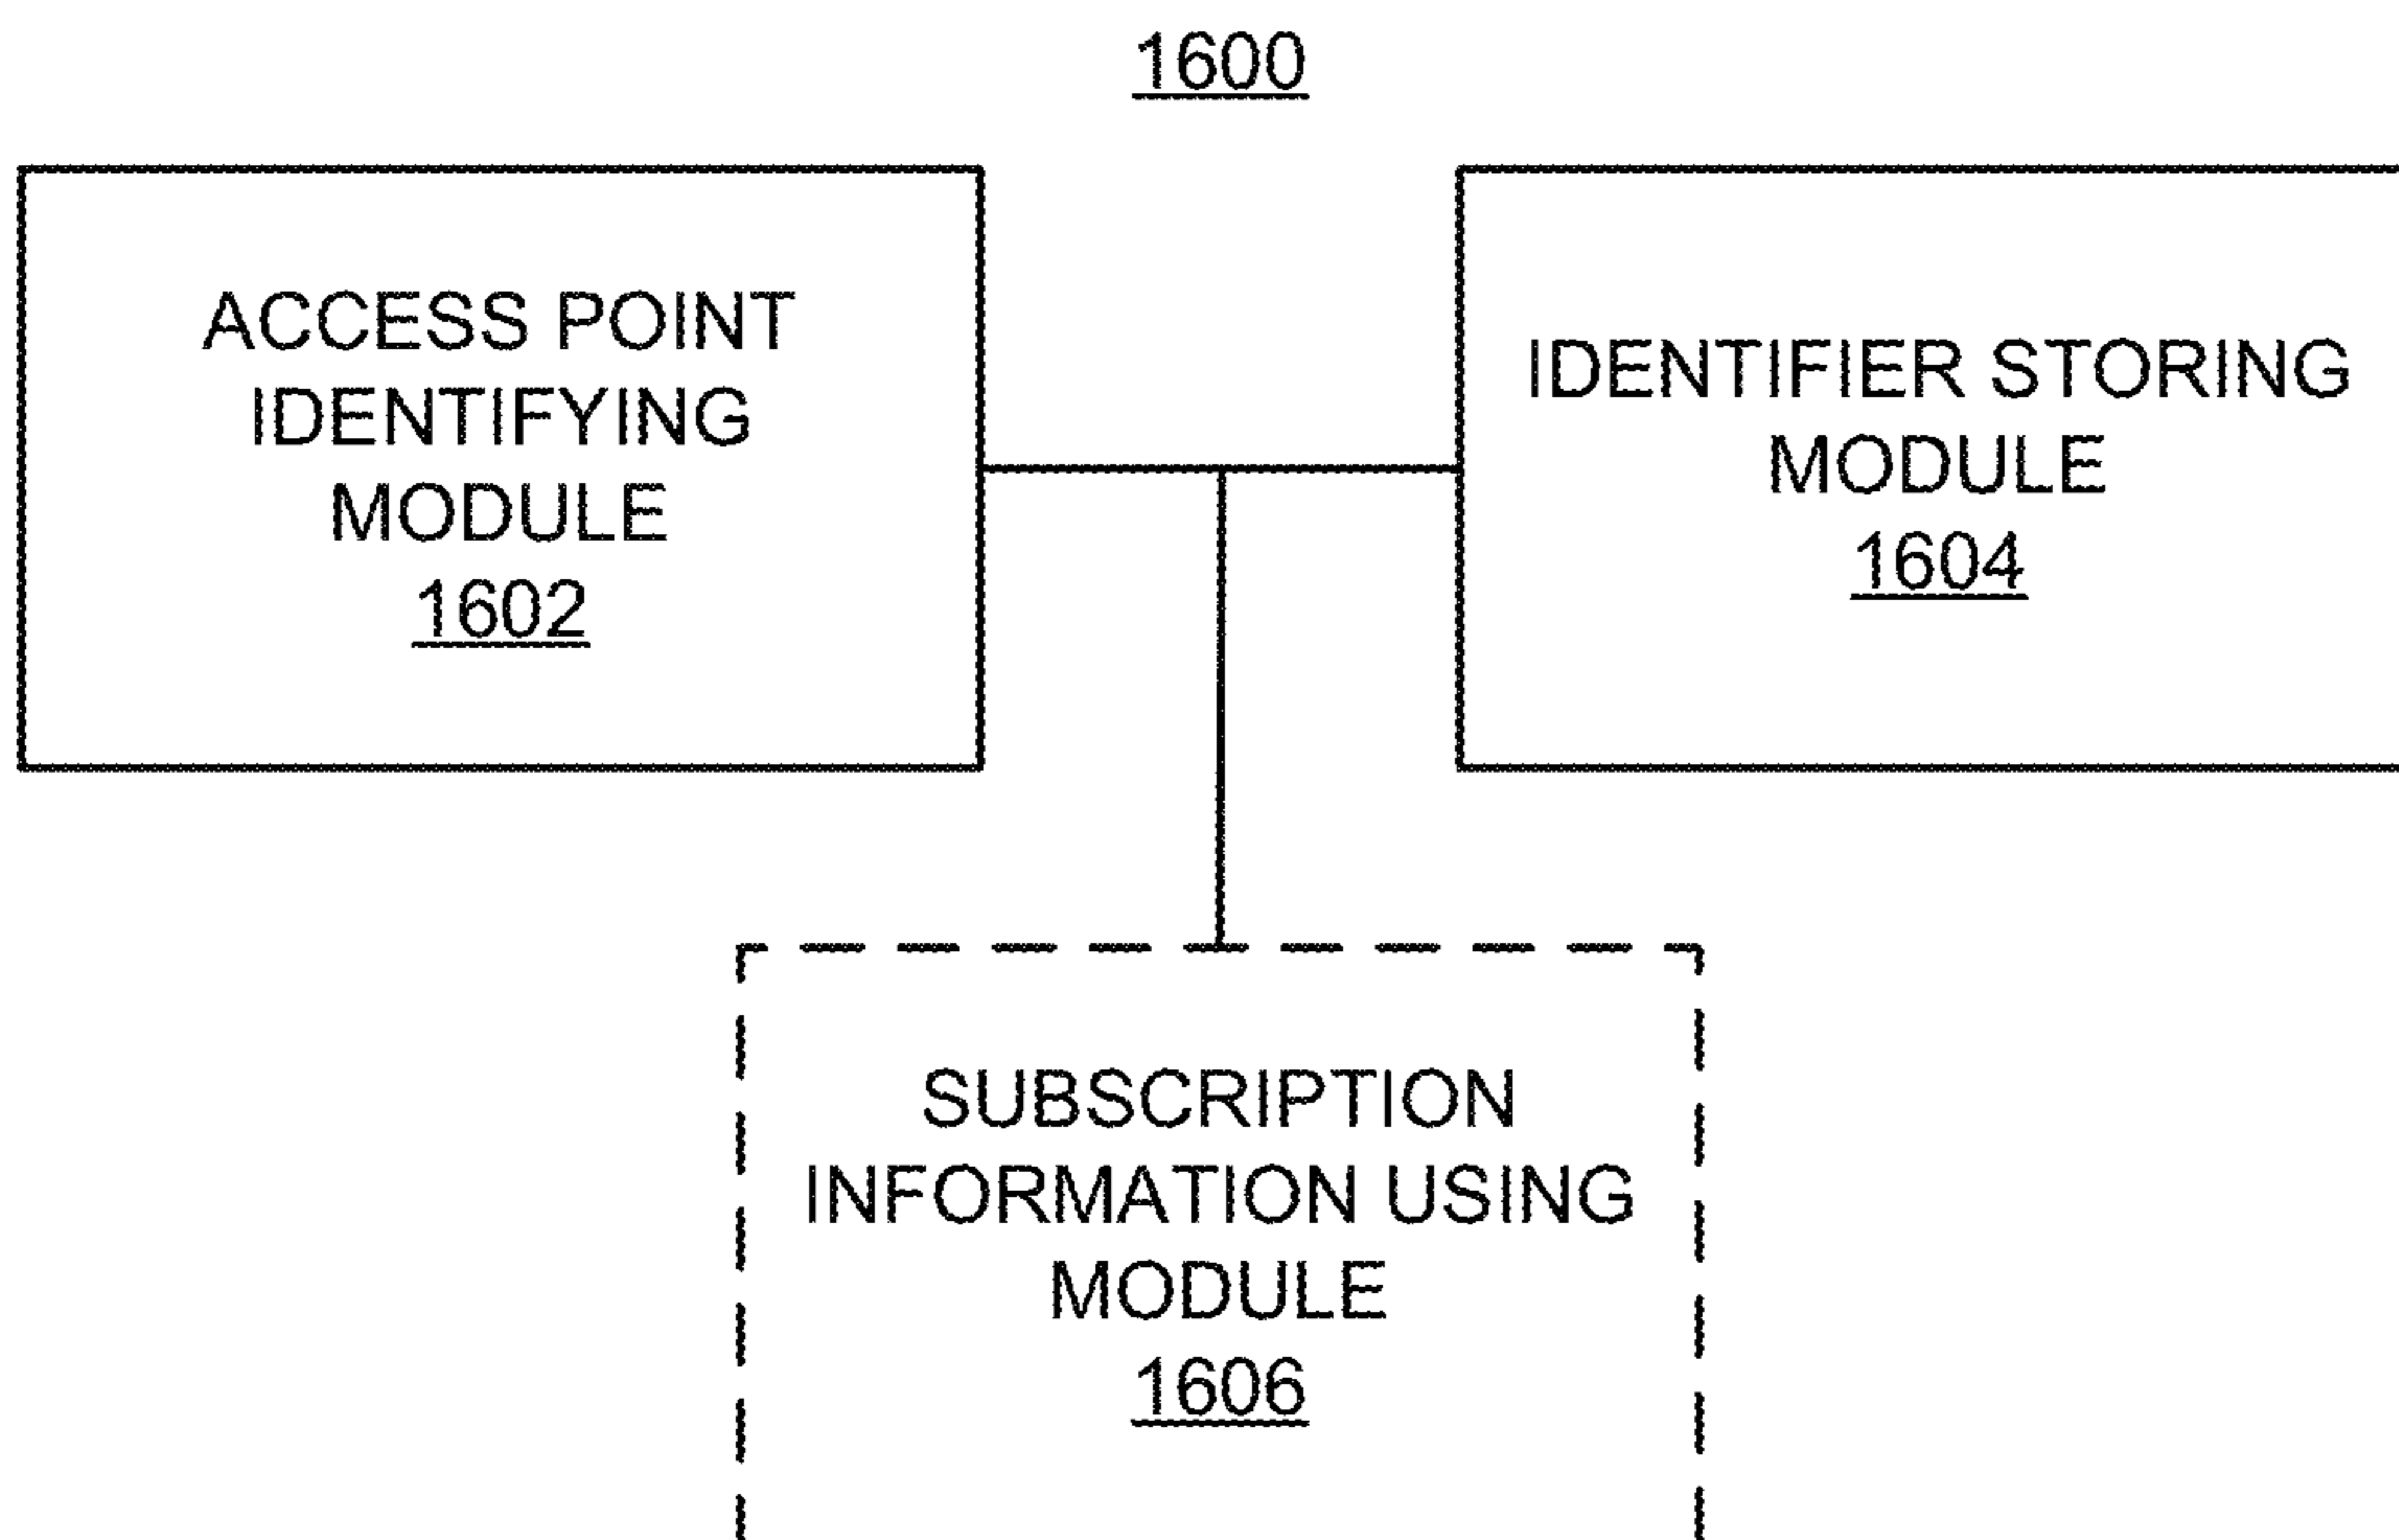 1600
ACCESS POINT
IDENTIFYING
MODULE
1602
IDENTIFIER STORING
MODULE
1604
SUBSCRIPTION
INFORMATION USING
MODULE
1606